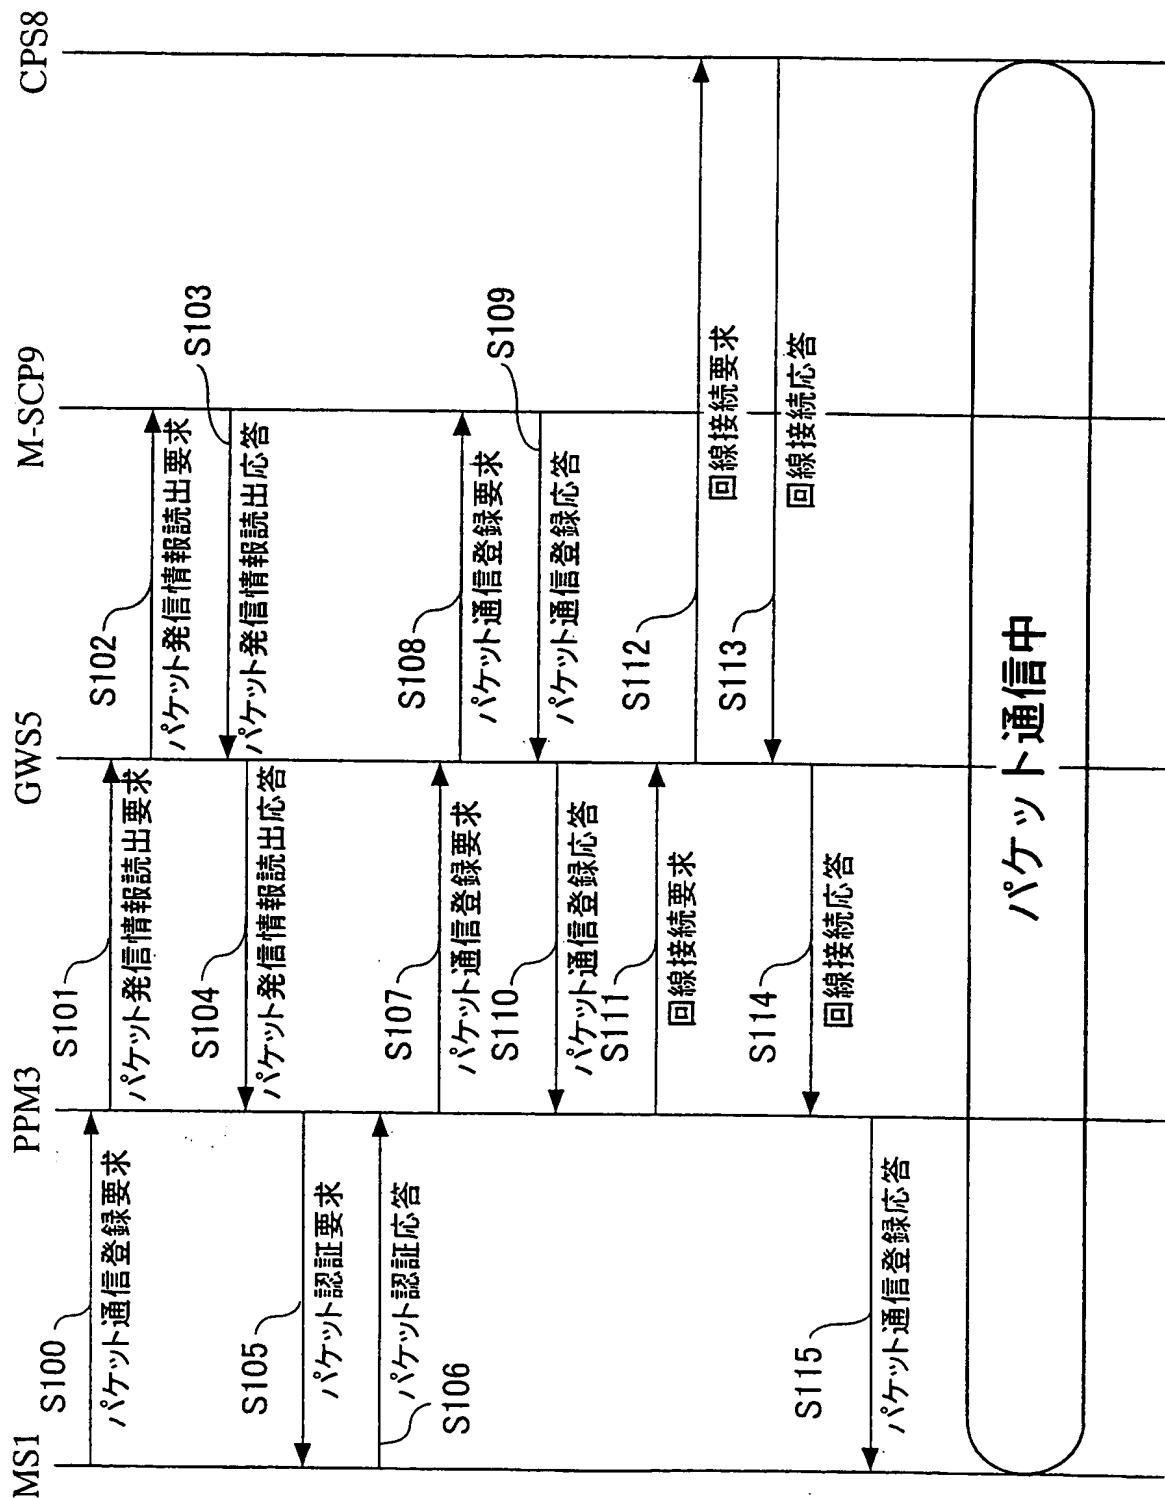 MS1
PPM3
GWS5
M-SCP9
CPS8
S100
パケット通信登録要求
S101
パケット発信情報読出要求
S102
パケット発信情報読出要求
S103
パケット発信情報読出応答
S104
パケット発信情報読出応答
S105
パケット認証要求
パケット認証応答
S106
S107
パケット通信登録要求
S108
パケット通信登録要求
S109
パケット通信登録応答
S110
パケット通信登録応答
S111
回線接続要求
S112
回線接続要求
S113
回線接続応答
S114
回線接続応答
S115
パケット通信登録応答
パケット通信中